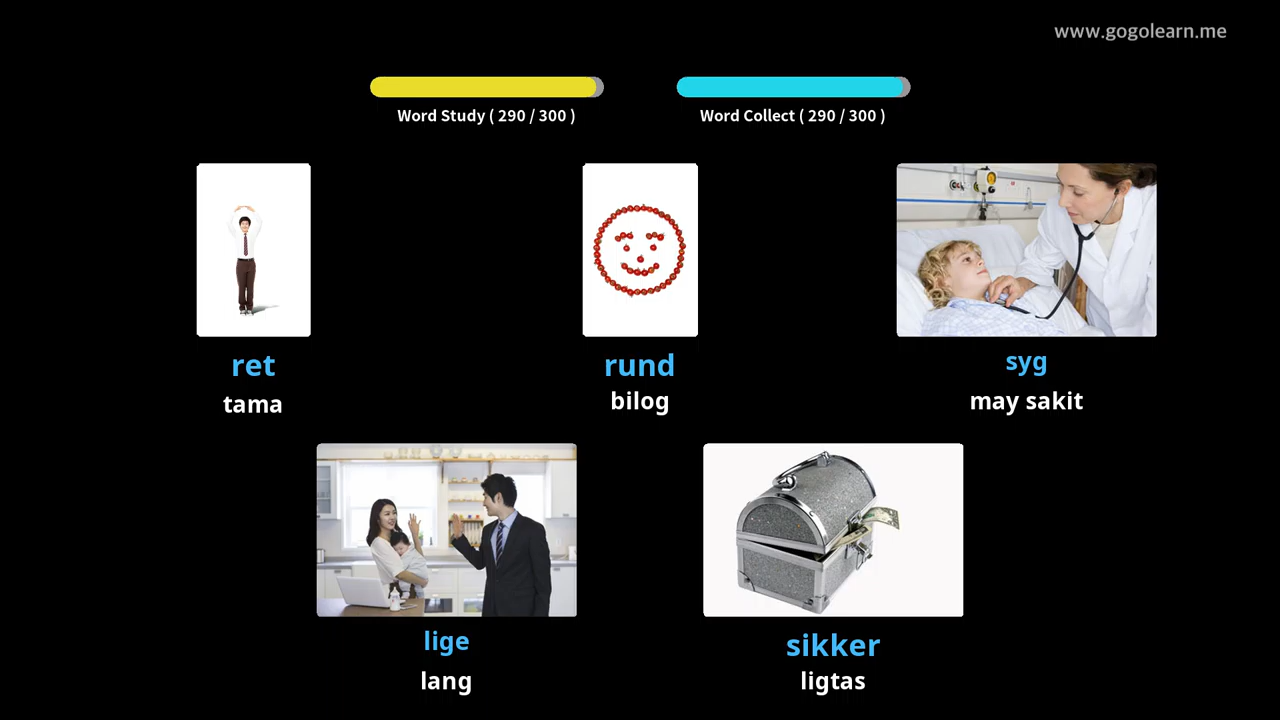 www.gogolearn.me
Word Study ( 290 / 300 )
Word Collect ( 290 / 300 )
ret
tama
rund
bilog
syg
may sakit
lige
lang
sikker
ligtas